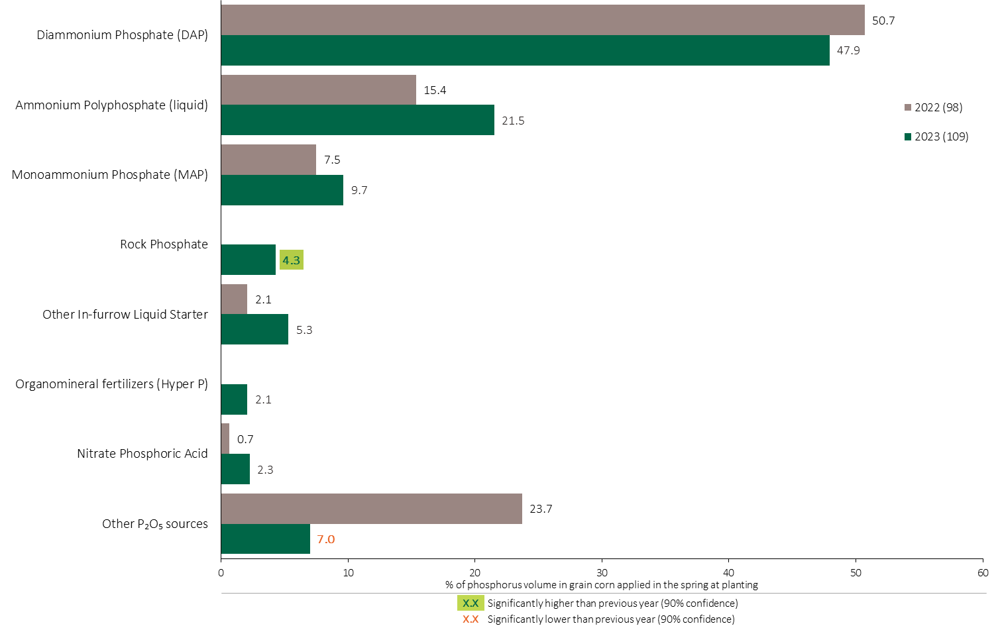 Diammonium Phosphate (DAP)
50.7
47.9
Ammonium Polyphosphate (liquid)
15.4
21.5
2022 (98)
2023 (109)
Monoammonium Phosphate (MAP)
7.5
9.7
Rock Phosphate
4.3
Other In-furrow Liquid Starter
2.1
5.3
Organomineral fertilizers (Hyper P)
2.1
Nitrate Phosphoric Acid
0.7
2.3
Other P₂O₅ sources
23.7
7.0
0 10 20 30 40 50 60
% of phosphorus volume in grain corn applied in the spring at planting
X.X Significantly higher than previous year (90% confidence)
X.X Significantly lower than previous year (90% confidence)